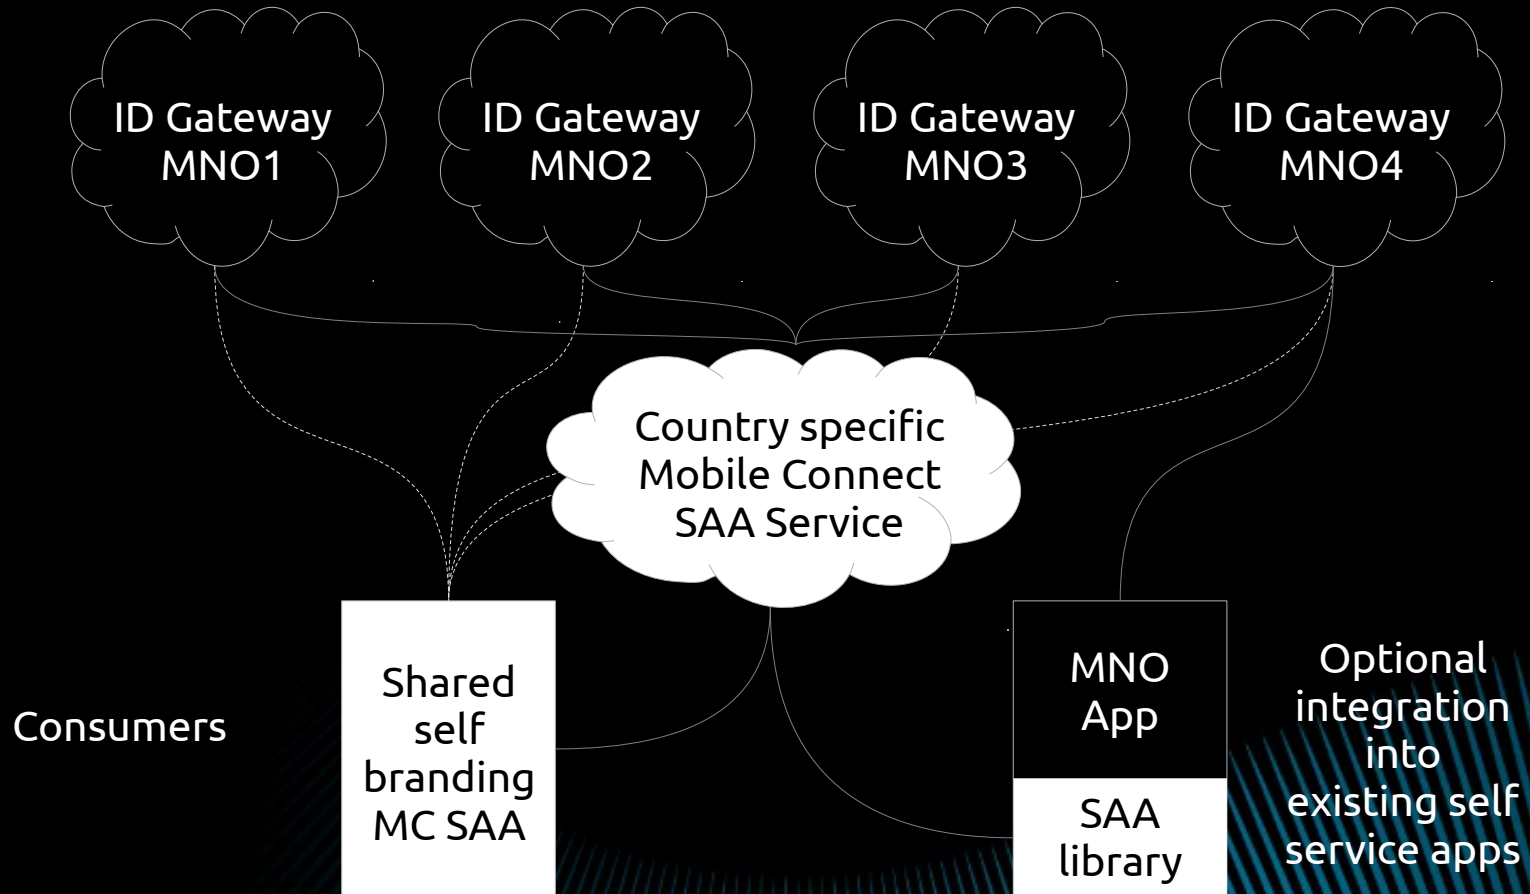 ID Gateway
MNO1
ID Gateway
MNO2
ID Gateway
MNO3
ID Gateway
MNO4
Country specific
Mobile Connect
SAA Service
Consumers
Shared
self
branding
MC SAA
MNO
App
SAA
library
Optional
integration
into
existing self
service apps